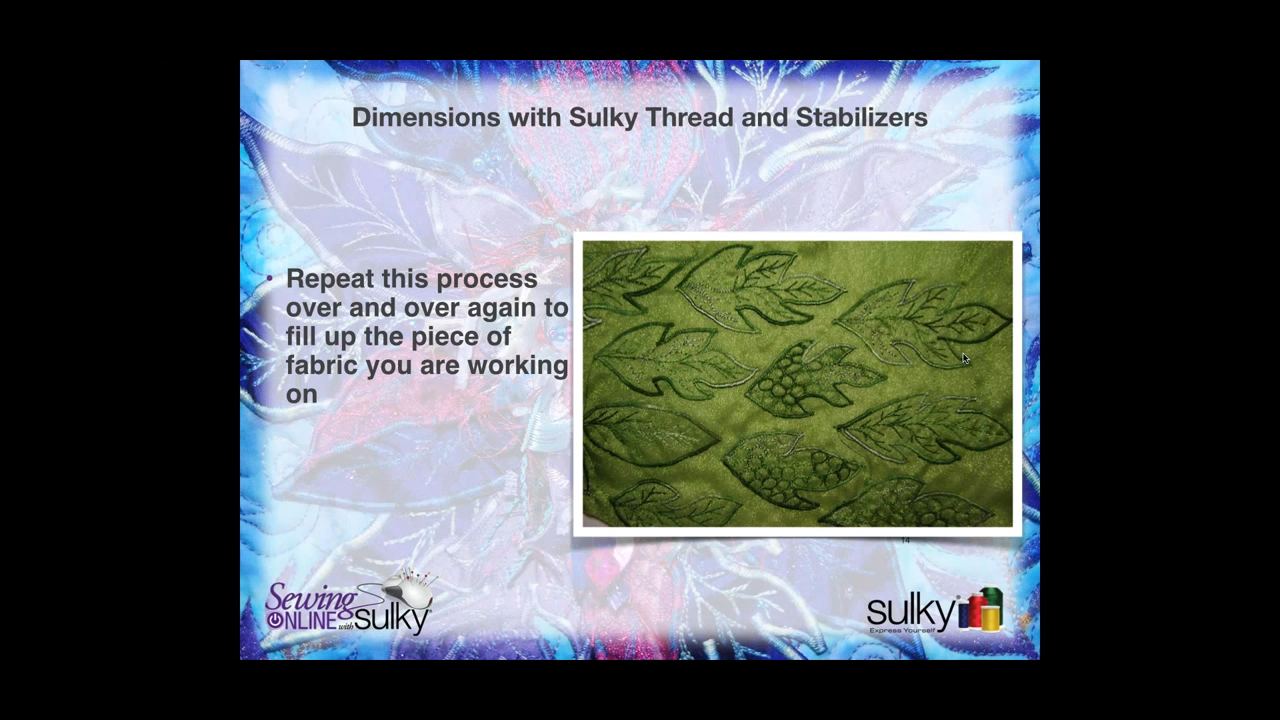 Dimensions with Sulky Thread and Stabilizers
• Repeat this process
over and over again to
fill up the piece of
fabric you are working
on
14
Sewing
ONLINE with sulky
sulky
Express Yourself